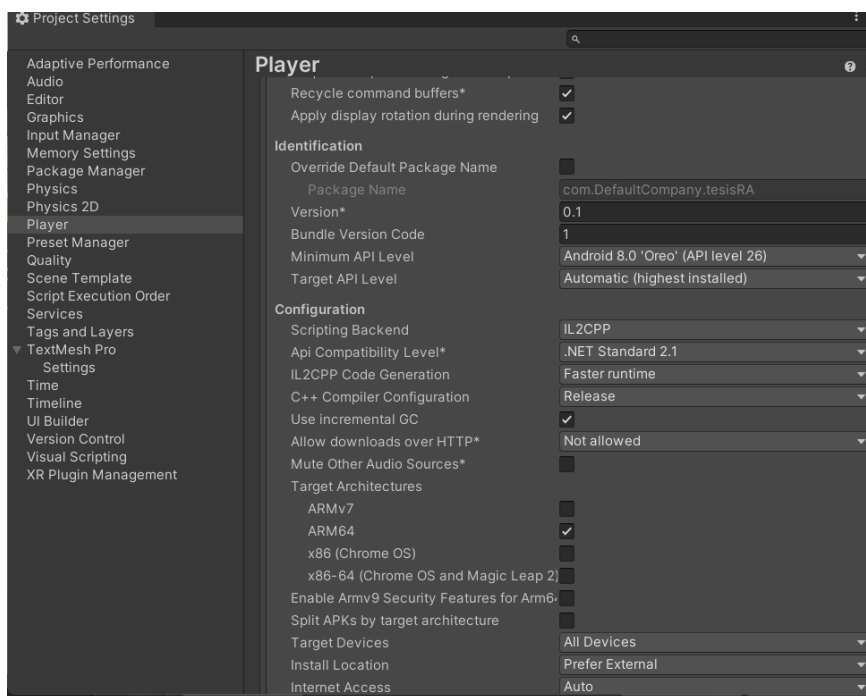 Project Settings
Adaptive Performance
Audio
Editor
Graphics
Input Manager
Memory Settings
Package Manager
Physics
Physics 2D
Player
Preset Manager
Quality
Scene Template
Script Execution Order
Services
Tags and Layers
TextMesh Pro
Settings
Time
Timeline
UI Builder
Version Control
Visual Scripting
XR Plugin Management
Player
Recycle command buffers*
Apply display rotation during rendering
Identification
Override Default Package Name
Package Name com.DefaultCompany.tesisRA
Version* 0.1
Bundle Version Code 1
Minimum API Level Android 8.0 'Oreo' (API level 26)
Target API Level Automatic (highest installed)
Configuration
Scripting Backend IL2CPP
Api Compatibility Level* .NET Standard 2.1
IL2CPP Code Generation Faster runtime
C++ Compiler Configuration Release
Use incremental GC
Allow downloads over HTTP* Not allowed
Mute Other Audio Sources*
Target Architectures
ARMv7
ARM64
x86 (Chrome OS)
x86-64 (Chrome OS and Magic Leap 2)
Enable Armv9 Security Features for Arm6
Split APKs by target architecture
Target Devices All Devices
Install Location Prefer External
Internet Access Auto